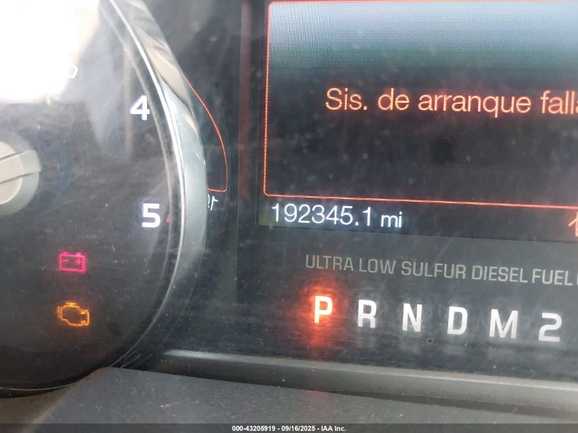 4
Sis. de arranque falla
5
192345.1 mi
ULTRA LOW SULFUR DIESEL FUEL
P R N D M 2
000-43205919 - 09/16/2025 - IAA Inc.